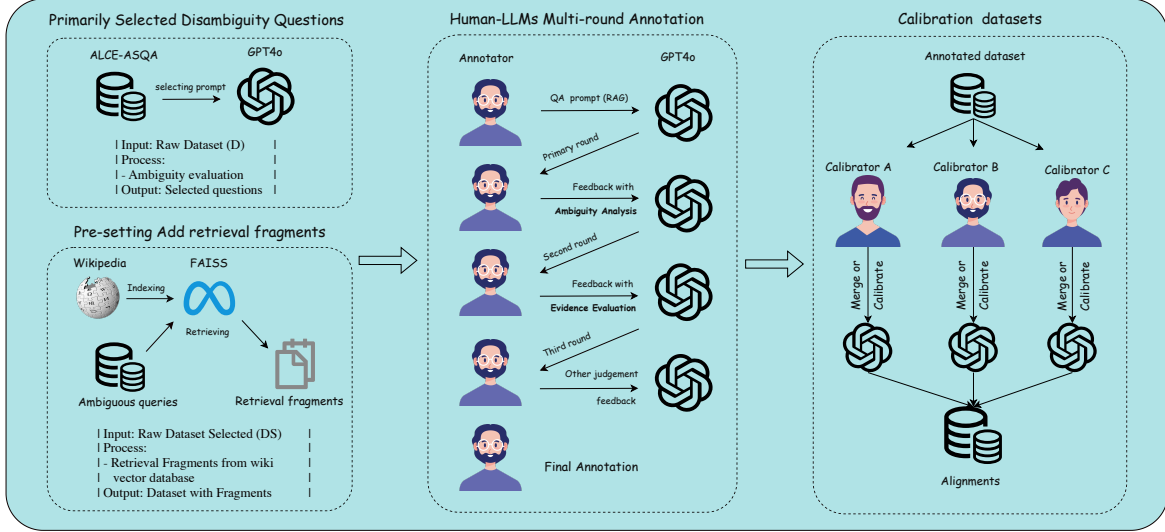 Primarily Selected Disambiguity Questions
ALCE-ASQA
GPT4o
selecting prompt
| Input: Raw Dataset (D) |
| Process: |
| - Ambiguity evaluation |
| Output: Selected questions |
Pre-setting Add retrieval fragments
Wikipedia
FAISS
Indexing
Retrieving
Ambiguous queries
Retrieval fragments
| Input: Raw Dataset Selected (DS) |
| Process: |
| - Retrieval Fragments from wiki |
| vector database |
| Output: Dataset with Fragments |
Human-LLMs Multi-round Annotation
Annotator
GPT4o
QA prompt (RAG)
Primary round
Feedback with
Ambiguity Analysis
Second round
Feedback with
Evidence Evaluation
Third round
Other judgement
feedback
Final Annotation
Calibration datasets
Annotated dataset
Calibrator A
Calibrator B
Calibrator C
Merge or
Calibrate
Merge or
Calibrate
Merge or
Calibrate
Alignments